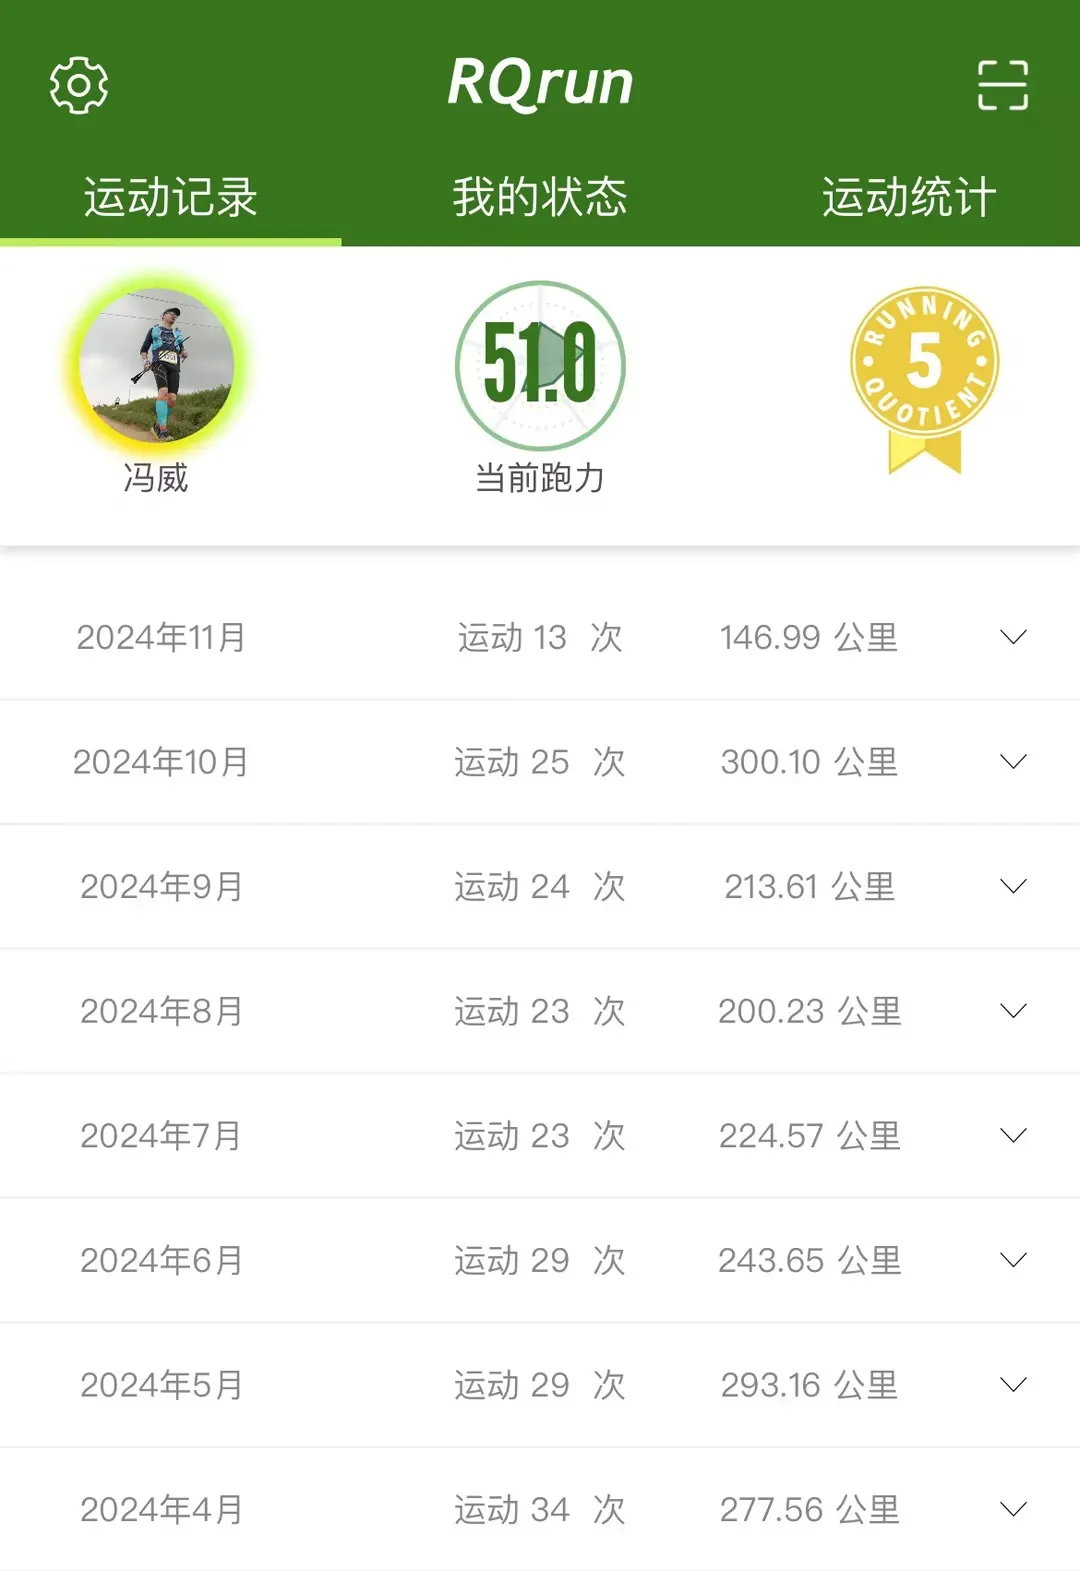 RQrun
运动记录 我的状态 运动统计
51.0
RUNNING
5
QUOTIENT
冯威 当前跑力
2024年11月 运动 13 次 146.99 公里
2024年10月 运动 25 次 300.10 公里
2024年9月 运动 24 次 213.61 公里
2024年8月 运动 23 次 200.23 公里
2024年7月 运动 23 次 224.57 公里
2024年6月 运动 29 次 243.65 公里
2024年5月 运动 29 次 293.16 公里
2024年4月 运动 34 次 277.56 公里